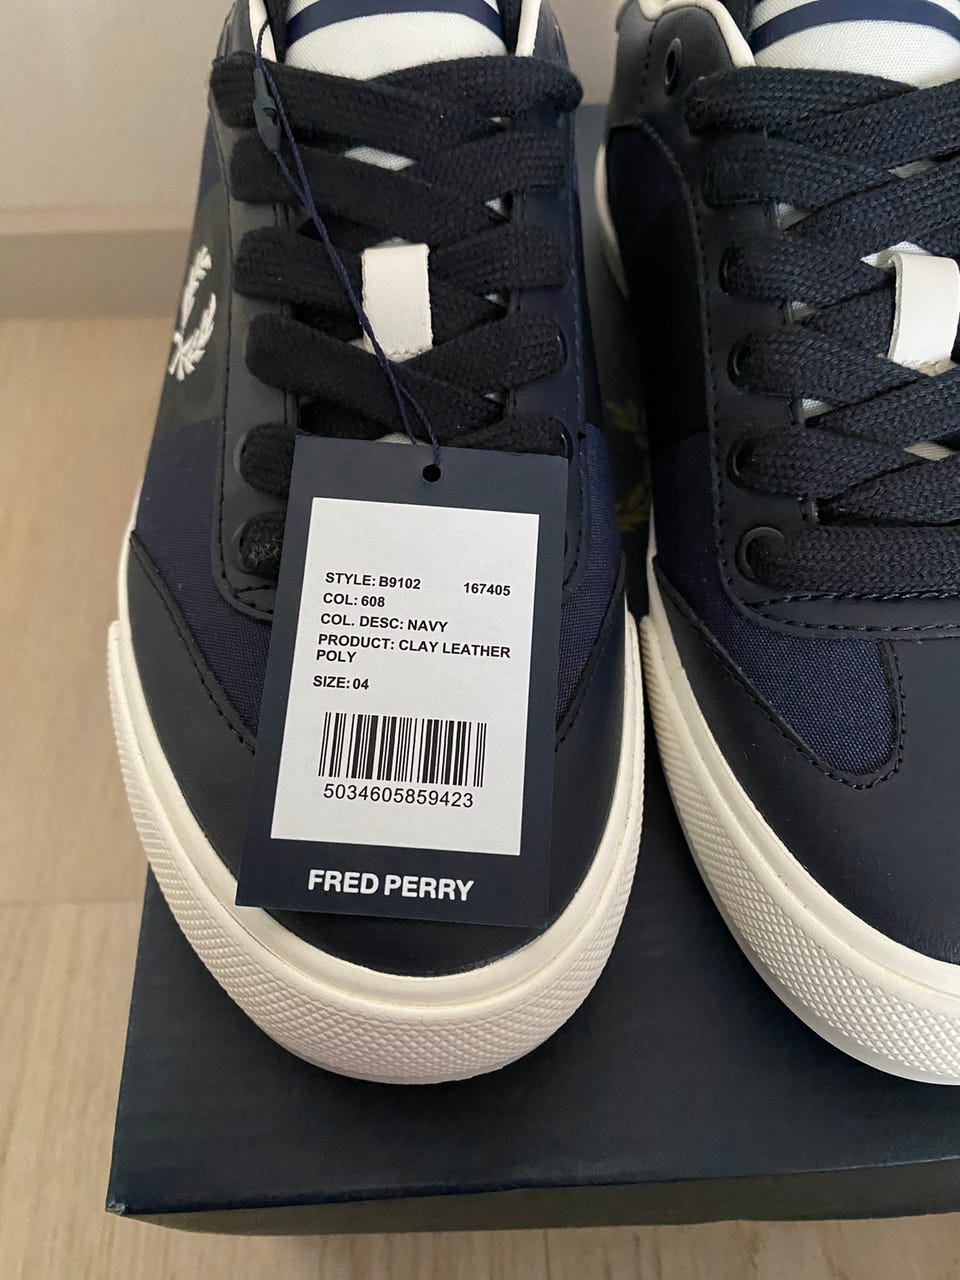 STYLE: B9102 167405
COL: 608
COL. DESC: NAVY
PRODUCT: CLAY LEATHER
POLY
SIZE: 04
5034605859423
FRED PERRY